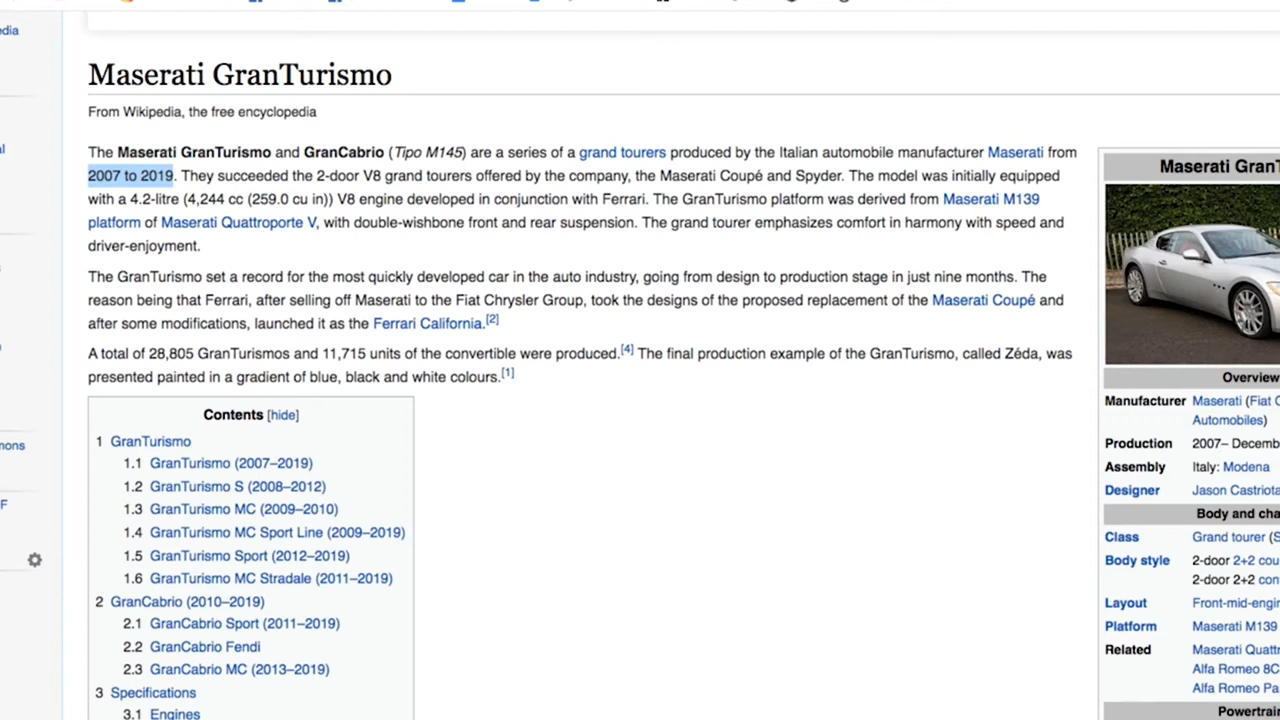 edia
Maserati GranTurismo
From Wikipedia, the free encyclopedia
The Maserati GranTurismo and GranCabrio (Tipo M145) are a series of a grand tourers produced by the Italian automobile manufacturer Maserati from
2007 to 2019. They succeeded the 2-door V8 grand tourers offered by the company, the Maserati Coupé and Spyder. The model was initially equipped
with a 4.2-litre (4,244 cc (259.0 cu in)) V8 engine developed in conjunction with Ferrari. The GranTurismo platform was derived from Maserati M139
platform of Maserati Quattroporte V, with double-wishbone front and rear suspension. The grand tourer emphasizes comfort in harmony with speed and
driver-enjoyment.
The GranTurismo set a record for the most quickly developed car in the auto industry, going from design to production stage in just nine months. The
reason being that Ferrari, after selling off Maserati to the Fiat Chrysler Group, took the designs of the proposed replacement of the Maserati Coupé and
after some modifications, launched it as the Ferrari California.[2]
A total of 28,805 GranTurismos and 11,715 units of the convertible were produced.[4] The final production example of the GranTurismo, called Zéda, was
presented painted in a gradient of blue, black and white colours.[1]
Contents [hide]
1 GranTurismo
1.1 GranTurismo (2007–2019)
1.2 GranTurismo S (2008–2012)
1.3 GranTurismo MC (2009–2010)
1.4 GranTurismo MC Sport Line (2009–2019)
1.5 GranTurismo Sport (2012–2019)
1.6 GranTurismo MC Stradale (2011–2019)
2 GranCabrio (2010–2019)
2.1 GranCabrio Sport (2011–2019)
2.2 GranCabrio Fendi
2.3 GranCabrio MC (2013–2019)
3 Specifications
3.1 Engines
Maserati GranT
Overview
Manufacturer Maserati (Fiat C
Automobiles)
Production 2007– Decemb
Assembly Italy: Modena
Designer Jason Castriota
Body and cha
Class Grand tourer (S
Body style 2-door 2+2 cou
2-door 2+2 con
Layout Front-mid-engin
Platform Maserati M139
Related Maserati Quattr
Alfa Romeo 8C
Alfa Romeo Pa
Powertrai
mons
F